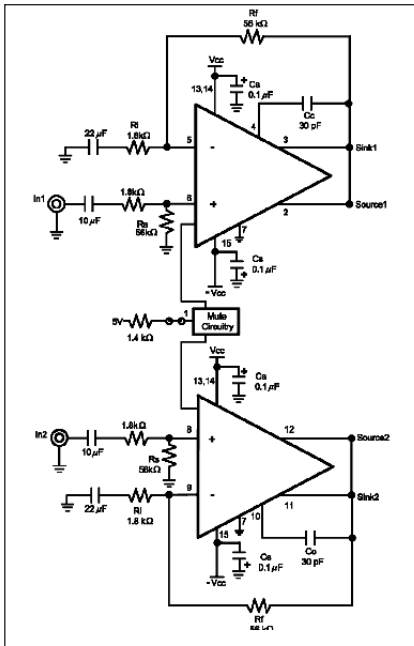 Rf
56 kΩ
Vcc
13,14
Cs
0.1 µF
Cc
30 pF
4
22 µF
Ri
1.8kΩ
5
-
3
Sink1
In1
1.8kΩ
6
+
2
Source1
10 µF
Rs
56kΩ
7
15
Cs
0.1 µF
- Vcc
5V
1
Mute
Circuitry
1.4 kΩ
Vcc
13,14
Cs
0.1 µF
In2
1.8kΩ
8
+
12
Source2
10 µF
Rs
56kΩ
22 µF
Ri
1.8 kΩ
9
-
11
Sink2
7
10
15
Cs
0.1 µF
Cc
30 pF
- Vcc
Rf
56 kΩ